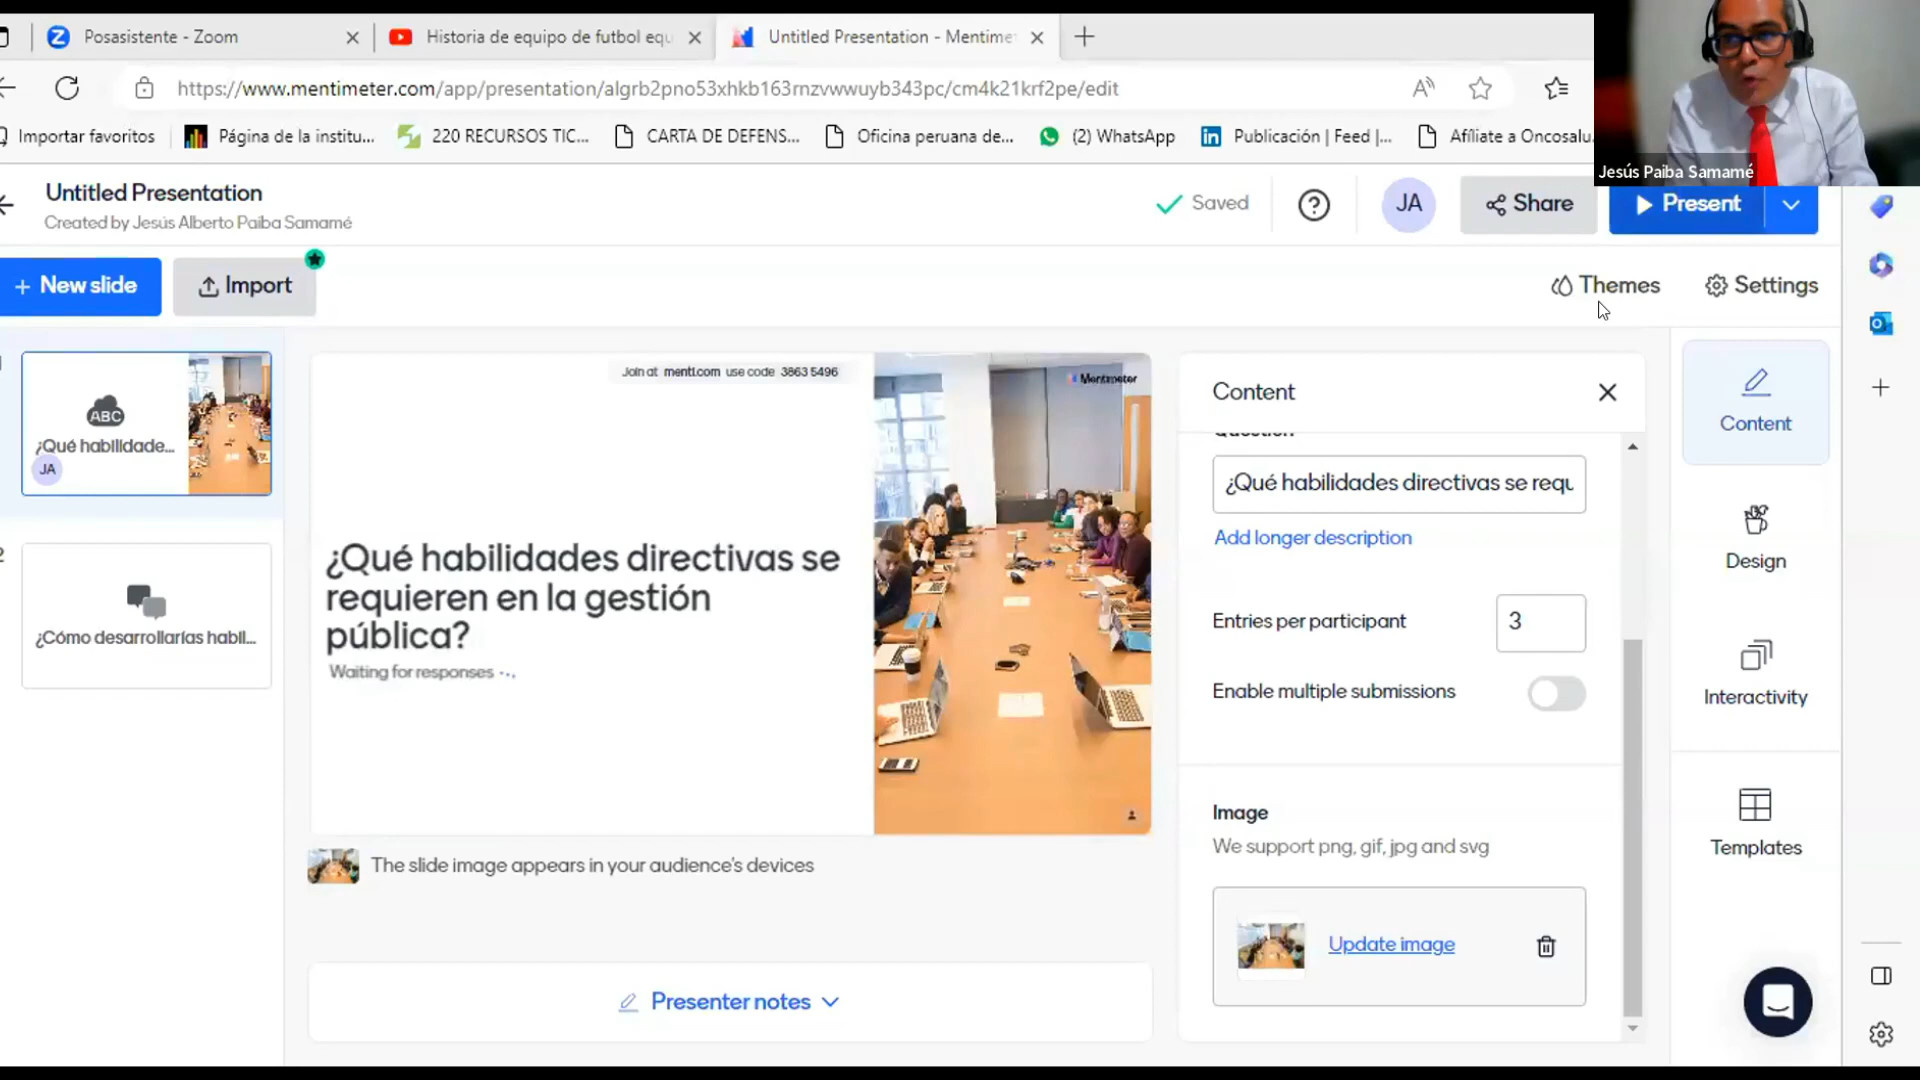 Posasistente - Zoom
Historia de equipo de futbol equ
Untitled Presentation - Mentime
https://www.mentimeter.com/app/presentation/algrb2pno53xhkb163rnzvwwuyb343pc/cm4k21krf2pe/edit
Importar favoritos
Página de la institu...
220 RECURSOS TIC...
CARTA DE DEFENS...
Oficina peruana de...
(2) WhatsApp
Publicación | Feed |...
Afíliate a Oncosalu
Jesús Paiba Samamé
Untitled Presentation
Created by Jesús Alberto Paiba Samamé
Saved
JA
Share
Present
+ New slide
Import
Themes
Settings
ABC
¿Qué habilidade...
JA
2
¿Cómo desarrollarías habil...
Join at menti.com use code 3863 5496
Mentimeter
¿Qué habilidades directivas se
requieren en la gestión
pública?
Waiting for responses
The slide image appears in your audience's devices
Presenter notes
Content
Question
¿Qué habilidades directivas se requ
Add longer description
Entries per participant
3
Enable multiple submissions
Image
We support png, gif, jpg and svg
Update image
Content
Design
Interactivity
Templates